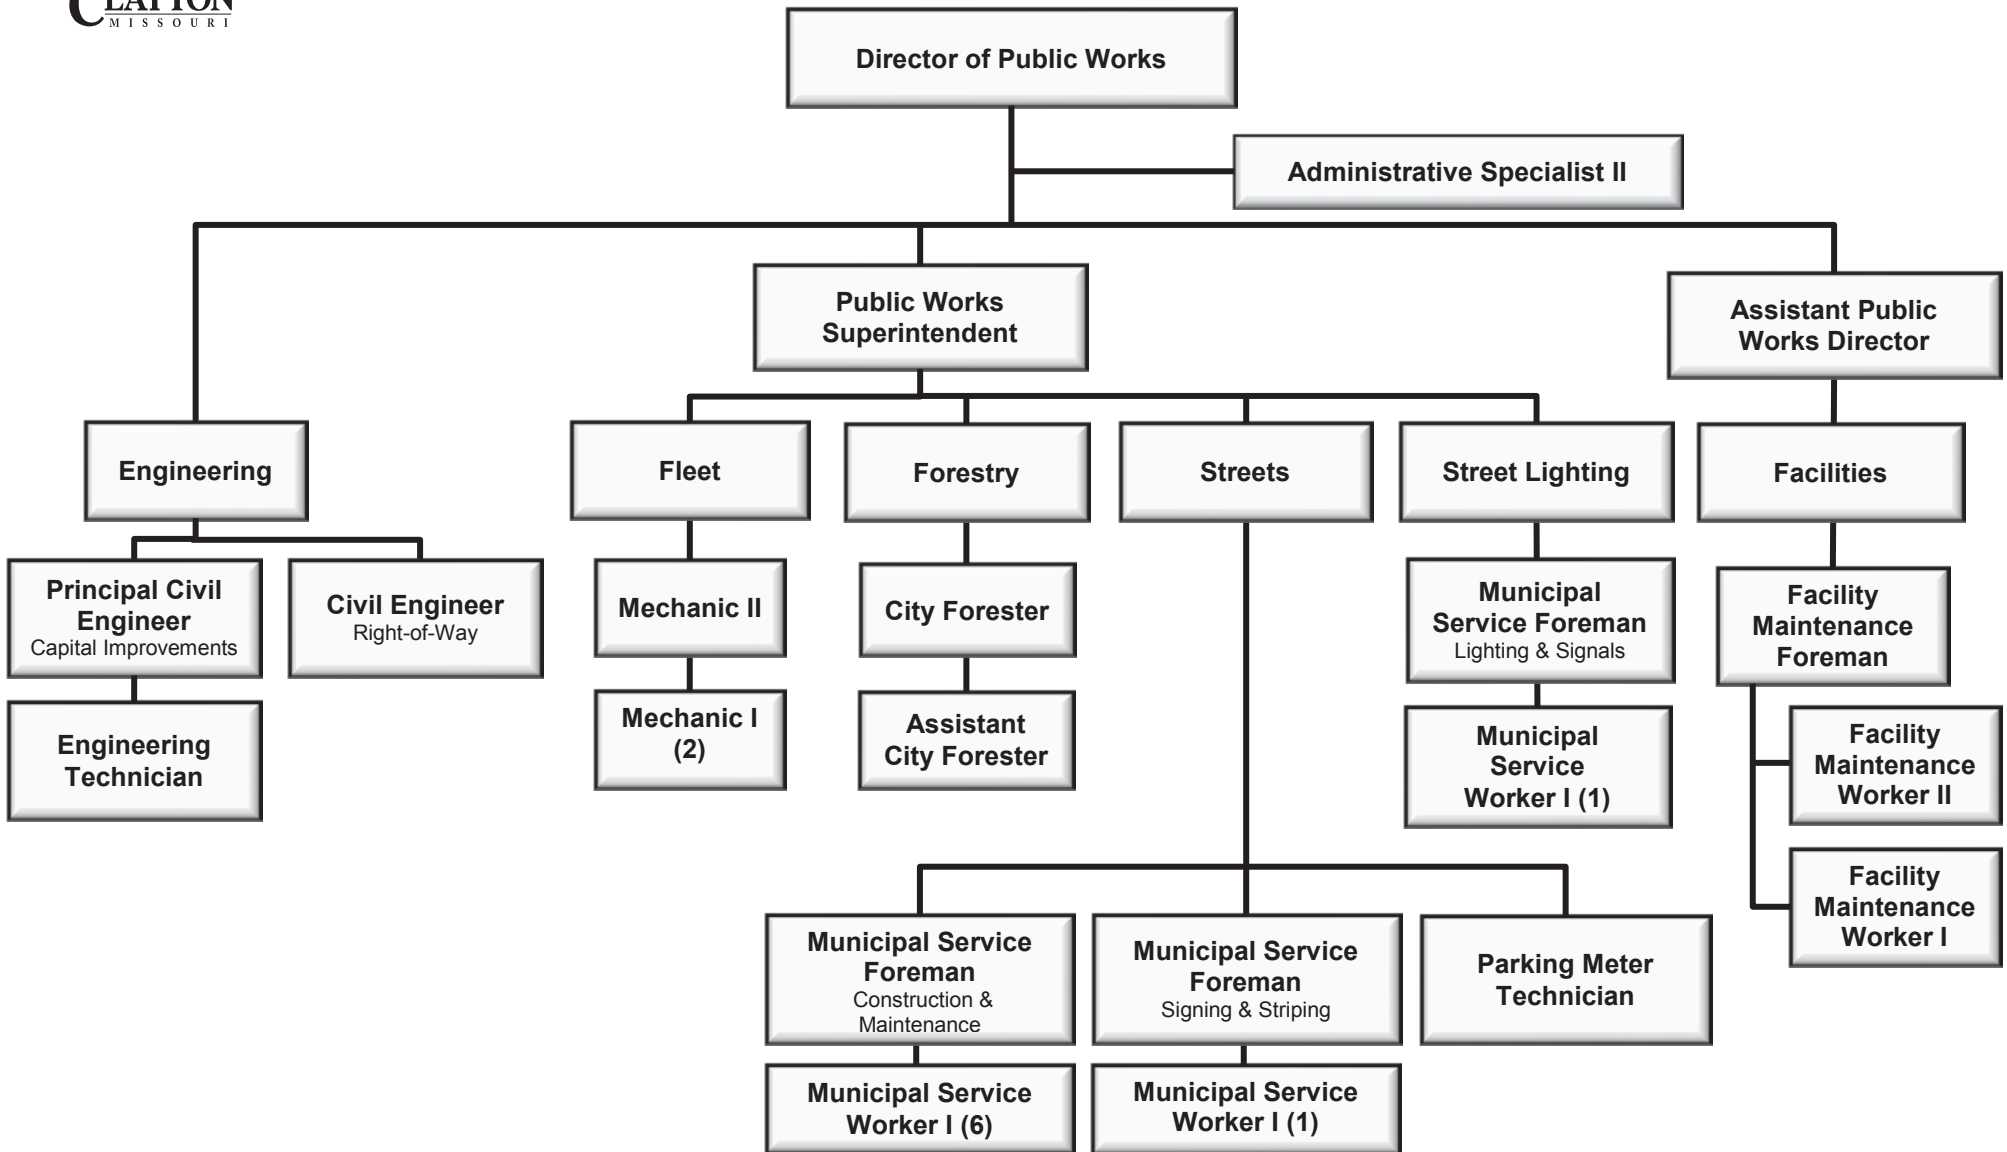 CLAYTON
MISSOURI
Director of Public Works
Administrative Specialist II
Public Works
Superintendent
Assistant Public
Works Director
Engineering
Fleet
Forestry
Streets
Street Lighting
Facilities
Principal Civil
Engineer
Capital Improvements
Civil Engineer
Right-of-Way
Mechanic II
City Forester
Municipal
Service Foreman
Lighting & Signals
Facility
Maintenance
Foreman
Engineering
Technician
Mechanic I
(2)
Assistant
City Forester
Municipal
Service
Worker I (1)
Facility
Maintenance
Worker II
Facility
Maintenance
Worker I
Municipal Service
Foreman
Construction &
Maintenance
Municipal Service
Foreman
Signing & Striping
Parking Meter
Technician
Municipal Service
Worker I (6)
Municipal Service
Worker I (1)